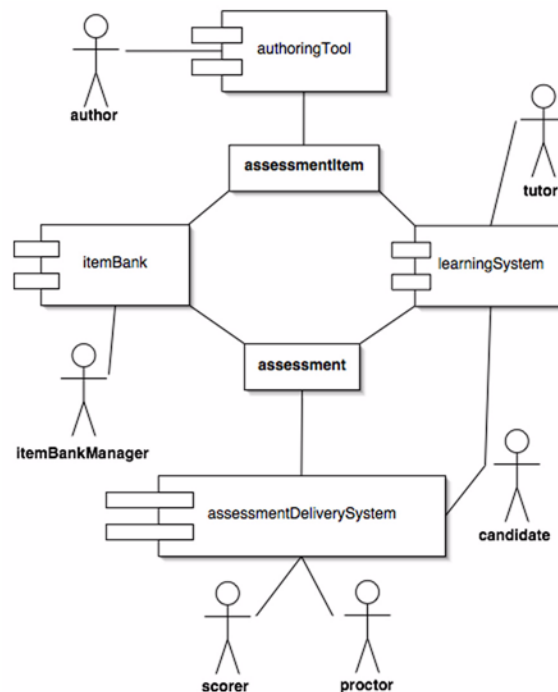 authoringTool
author
assessmentItem
tutor
itemBank
learningSystem
assessment
itemBankManager
assessmentDeliverySystem
candidate
scorer
proctor